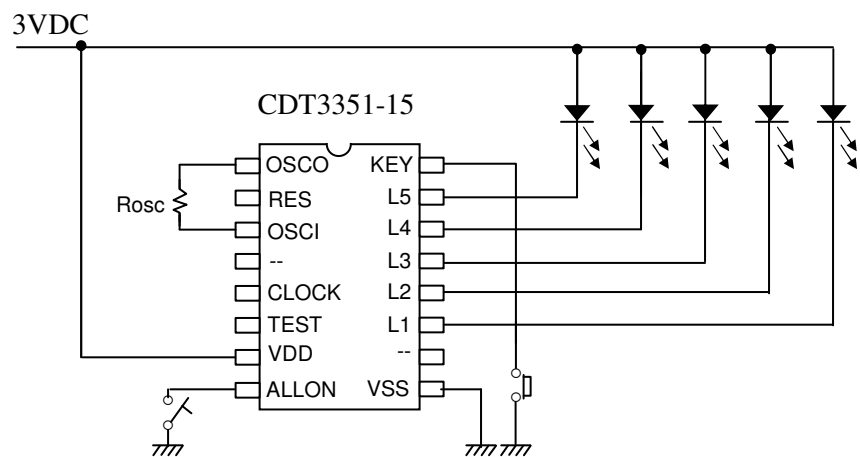 3VDC
CDT3351-15
OSCO KEY
RES L5
Rosc
OSCI L4
-- L3
CLOCK L2
TEST L1
VDD --
ALLON VSS